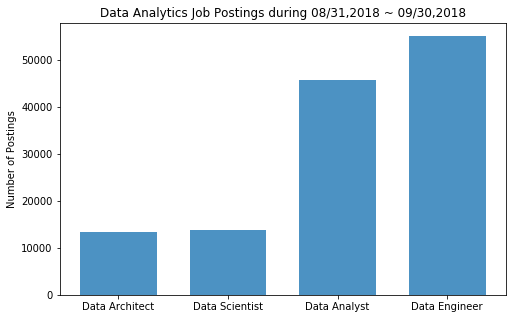 Data Analytics Job Postings during 08/31,2018 ~ 09/30,2018
Number of Postings
50000
40000
30000
20000
10000
0
Data Architect
Data Scientist
Data Analyst
Data Engineer